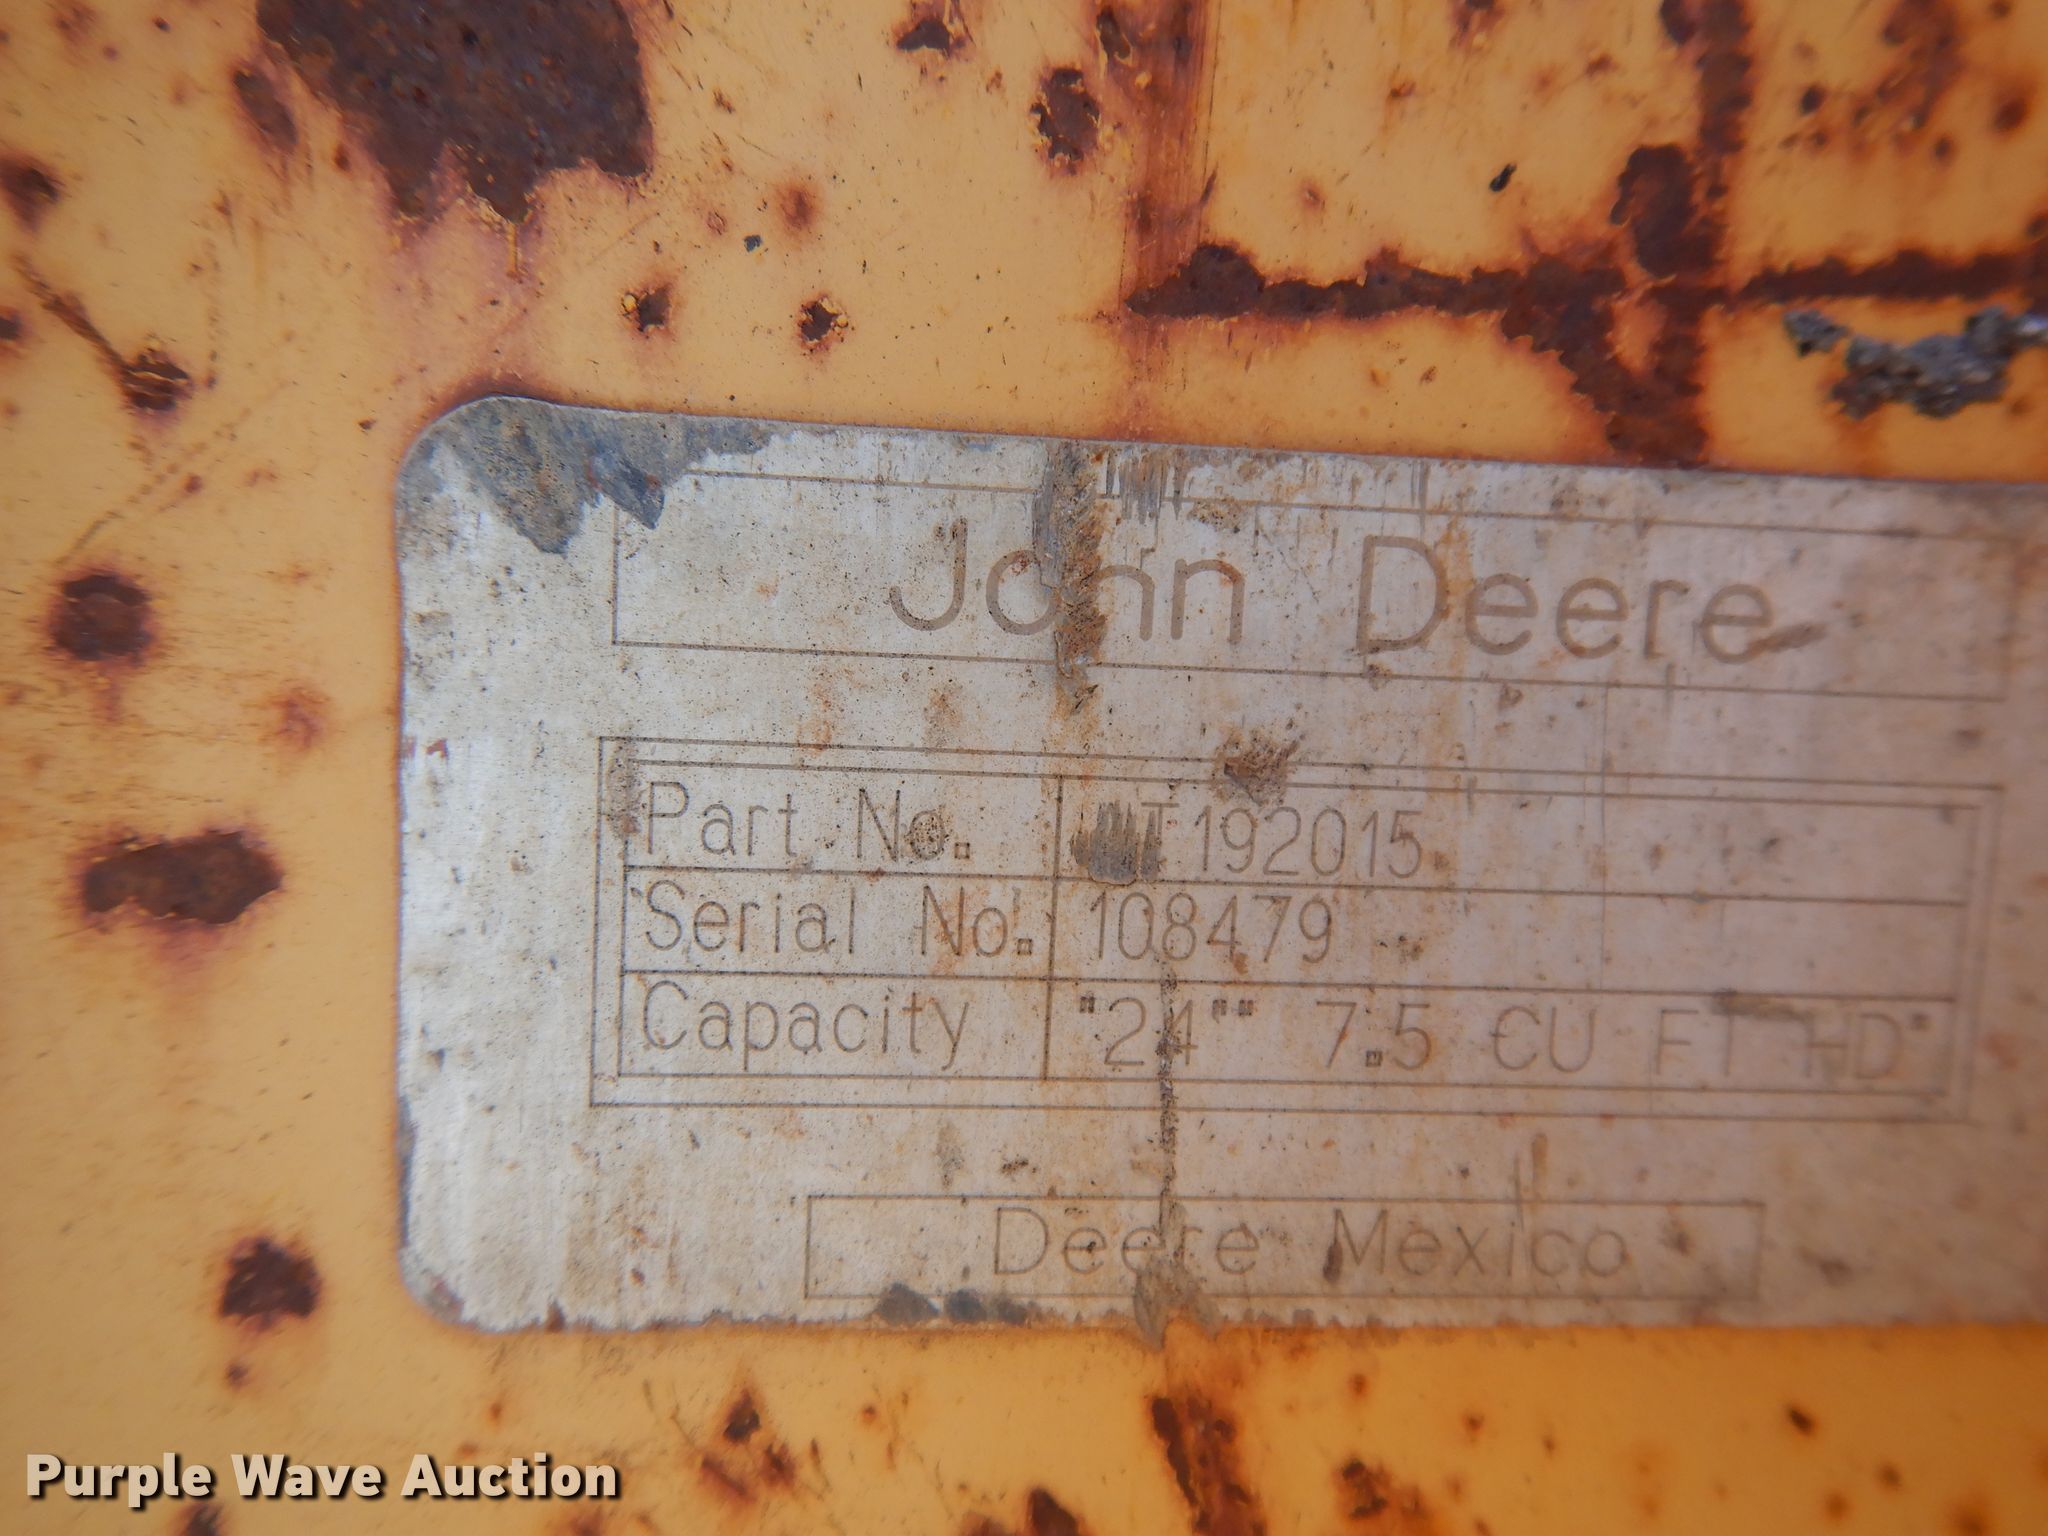 John Deere
Part No. T192015
Serial No. 108479
Capacity "24"" 7.5 CU FT HD"
Deere Mexico
Purple Wave Auction